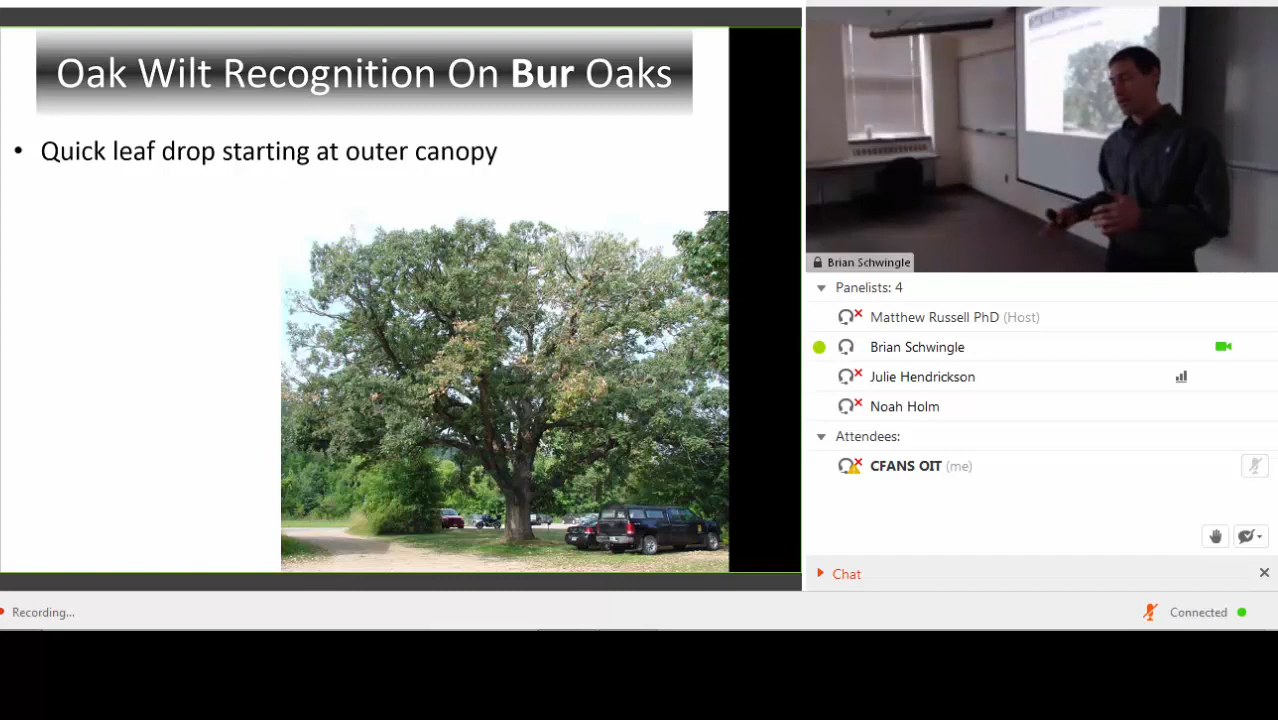 Oak Wilt Recognition On Bur Oaks
• Quick leaf drop starting at outer canopy
Brian Schwingle
Panelists: 4
Matthew Russell PhD (Host)
Brian Schwingle
Julie Hendrickson
Noah Holm
Attendees:
CFANS OIT (me)
Chat
Recording...
Connected